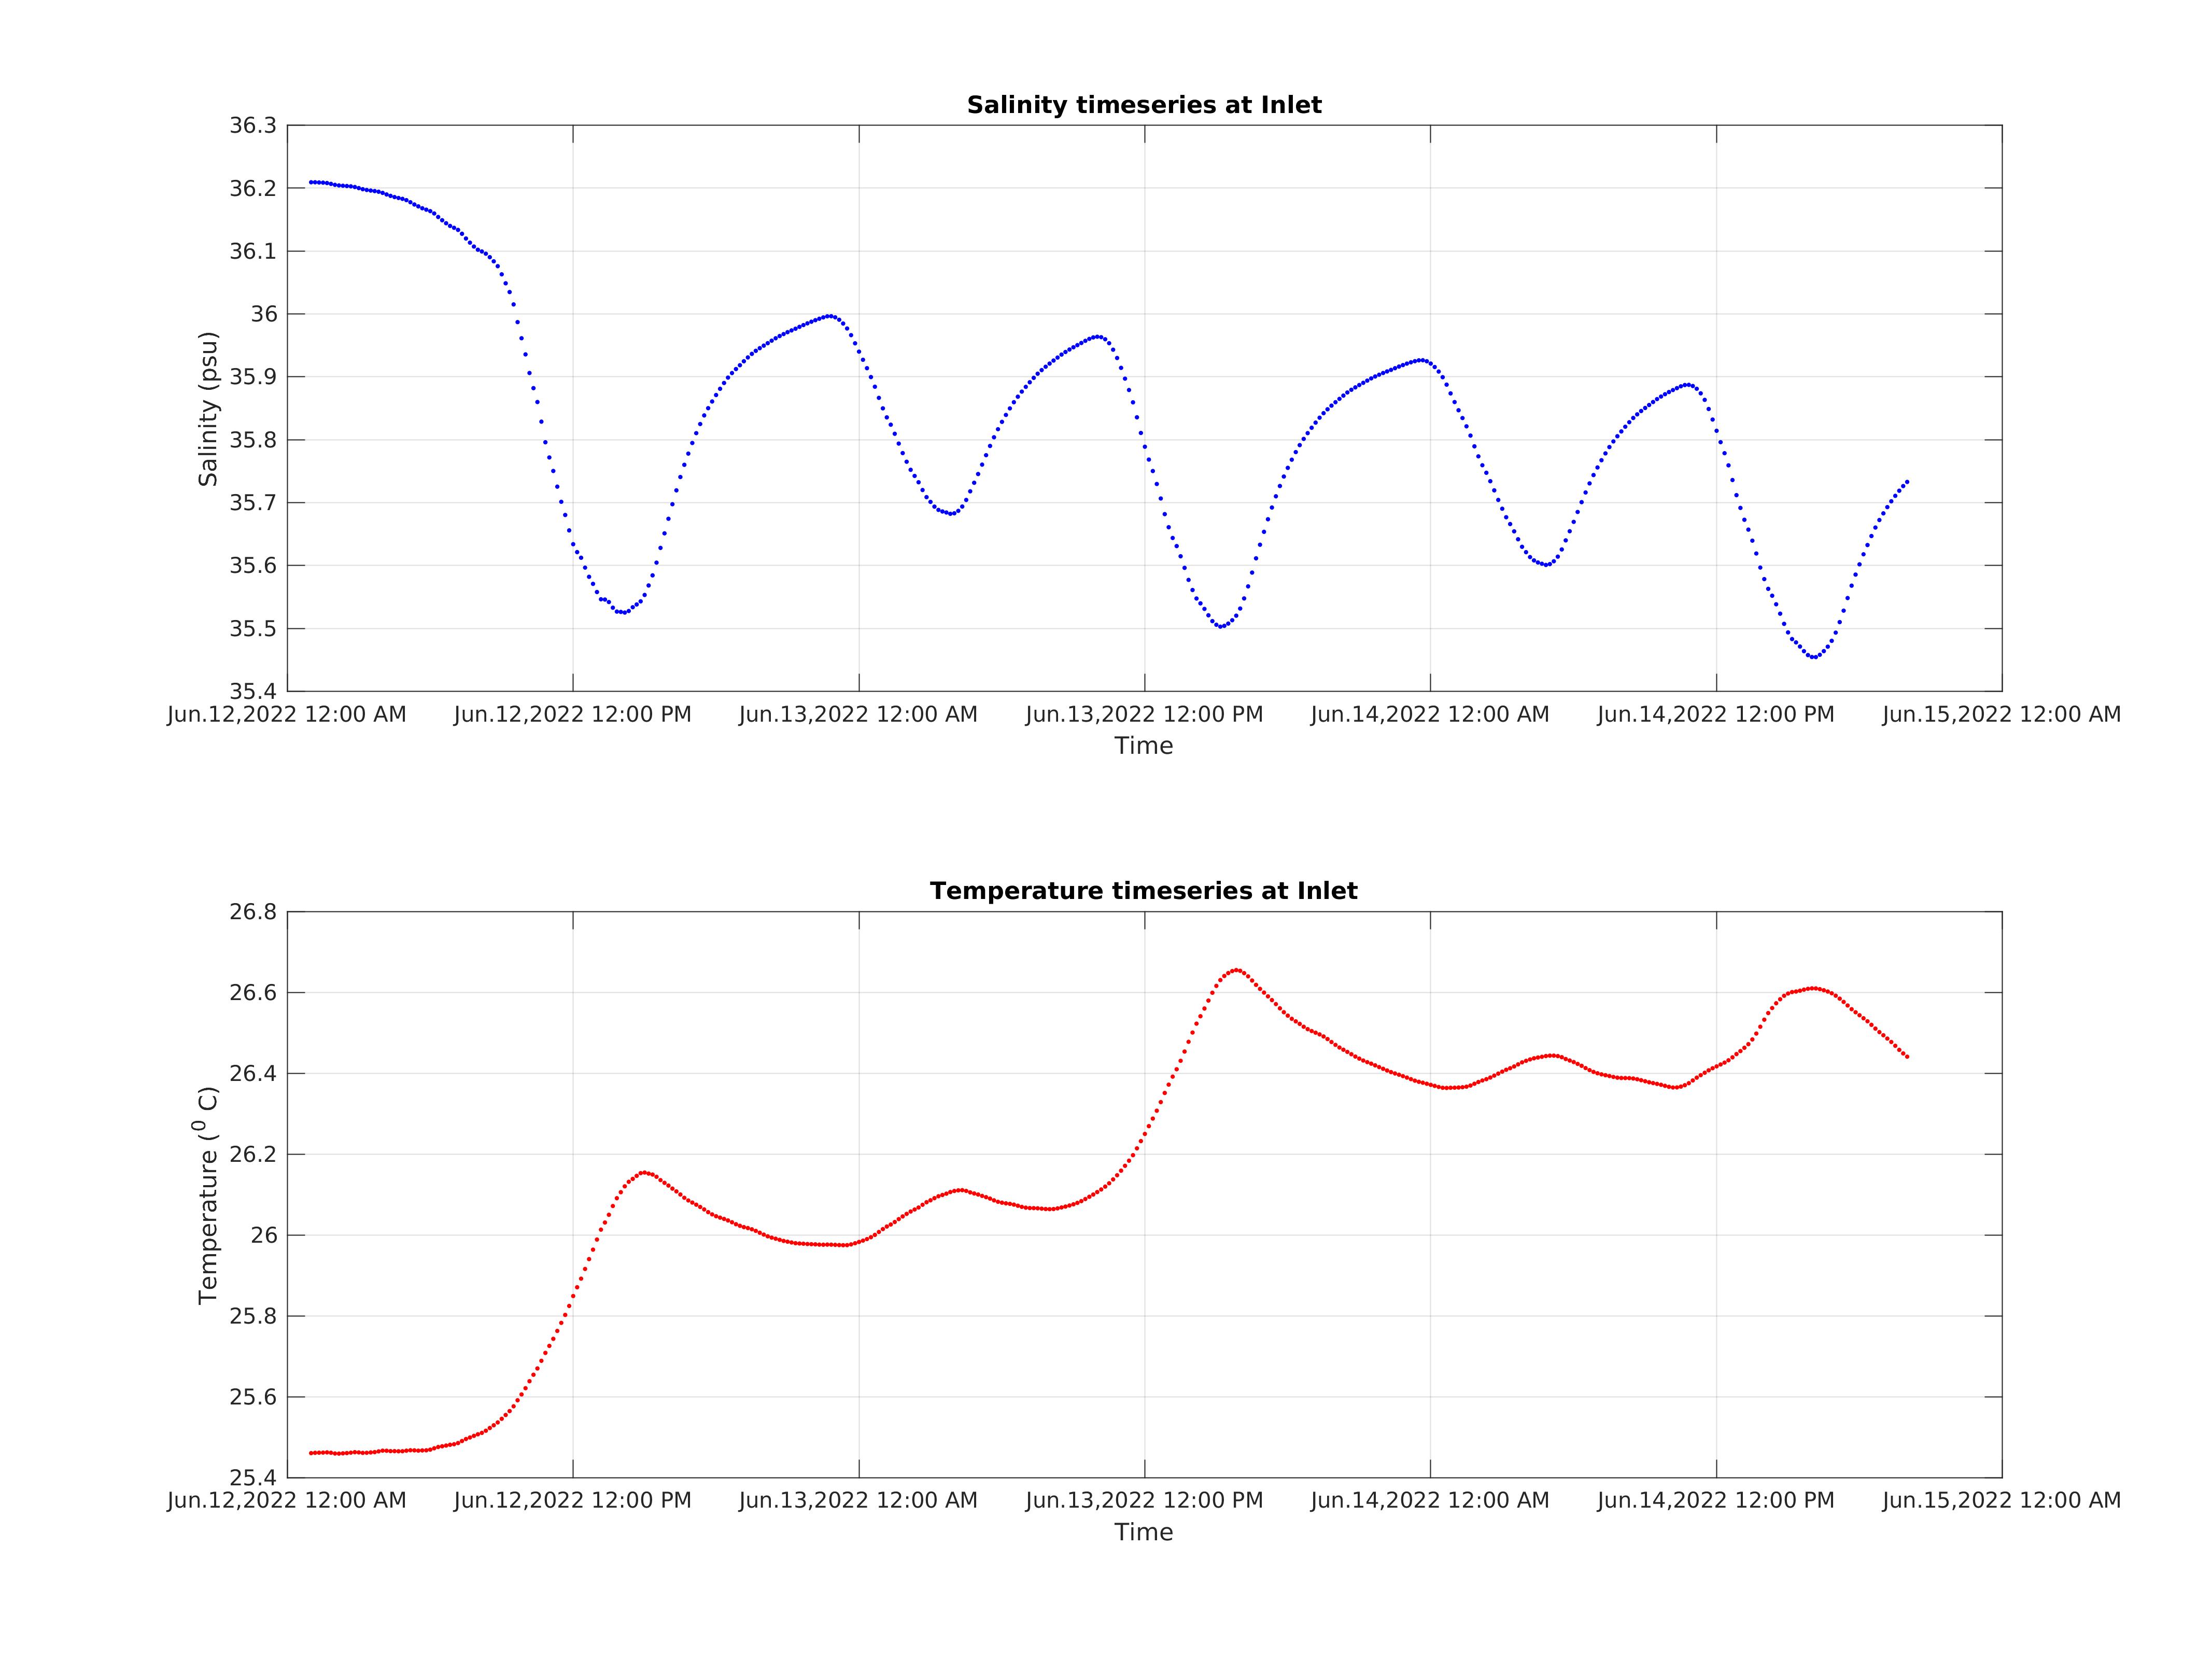 Salinity timeseries at Inlet
36.3
36.2
36.1
36
35.9
35.8
35.7
35.6
35.5
35.4
Salinity (psu)
Jun.12,2022 12:00 AM Jun.12,2022 12:00 PM Jun.13,2022 12:00 AM Jun.13,2022 12:00 PM Jun.14,2022 12:00 AM Jun.14,2022 12:00 PM Jun.15,2022 12:00 AM
Time
Temperature timeseries at Inlet
26.8
26.6
26.4
26.2
26
25.8
25.6
25.4
Temperature (⁰ C)
Jun.12,2022 12:00 AM Jun.12,2022 12:00 PM Jun.13,2022 12:00 AM Jun.13,2022 12:00 PM Jun.14,2022 12:00 AM Jun.14,2022 12:00 PM Jun.15,2022 12:00 AM
Time